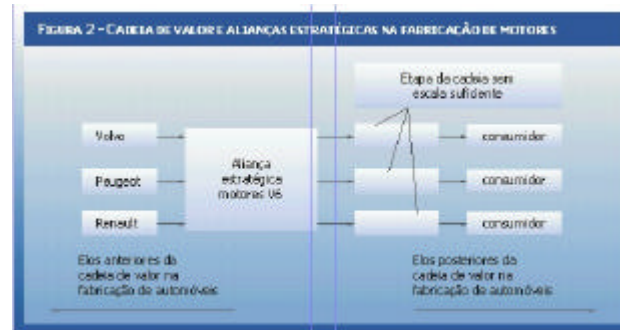 FIGURA 2 - CADEIA DE VALOR E ALIANÇAS ESTRATÉGICAS NA FABRICAÇÃO DE MOTORES
Etapa da cadeia sem
escala suficiente
Volvo
consumidor
Aliança
estratégica
motores V6
Peugeot
consumidor
Renault
consumidor
Elos anteriores da
cadeia de valor na
fabricação de automóveis
Elos posteriores da
cadeia de valor na
fabricação de automóveis